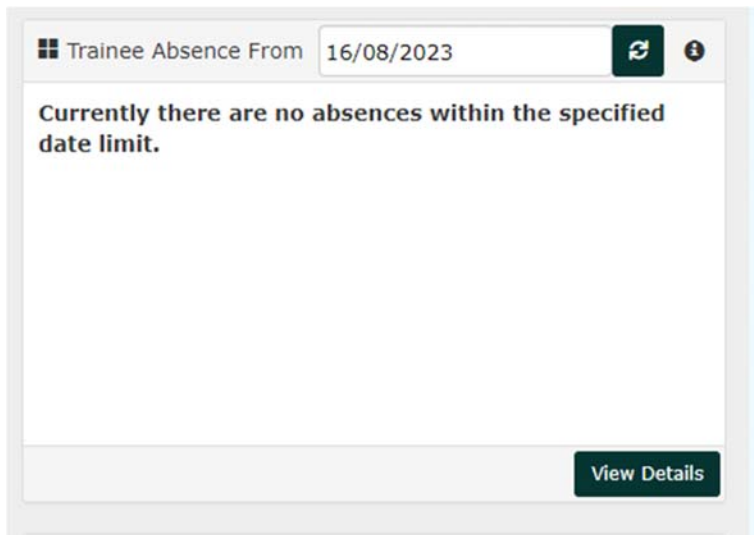 Trainee Absence From 16/08/2023
Currently there are no absences within the specified
date limit.
View Details